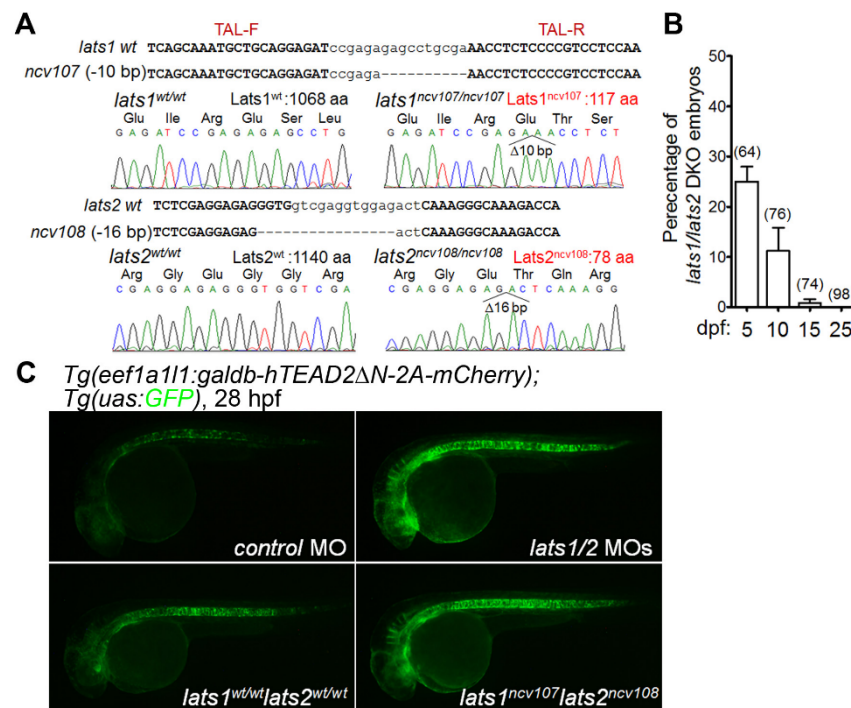 A
TAL-F TAL-R
lats1 wt TCAGCAAATGCTGCAGGAGATccgagagagcctgcgaAACCTCTCCCCGTCCTCCAA
ncv107 (-10 bp) TCAGCAAATGCTGCAGGAGATccgaga----------AACCTCTCCCCGTCCTCCAA
lats1wt/wt Lats1wt:1068 aa lats1ncv107/ncv107 Lats1ncv107:117 aa
Glu Ile Arg Glu Ser Leu Glu Ile Arg Glu Thr Ser
G A G A T C C G A G A G A G C C T G G A G A T C C G A G A A A C C T C T
Δ10 bp
lats2 wt TCTCGAGGAGAGGGTGgtcgaggtggagactCAAAGGGCAAAGACCA
ncv108 (-16 bp) TCTCGAGGAGAG----------------actCAAAGGGCAAAGACCA
lats2wt/wt Lats2wt:1140 aa lats2ncv108/ncv108 Lats2ncv108:78 aa
Arg Gly Glu Gly Gly Arg Arg Gly Glu Thr Gln Arg
C G A G G A G A G G G T G G T C G A C G A G G A G A G A C T C A A A G G
Δ16 bp
B
Perecentage of
lats1/lats2 DKO embryos
50
40
30
20
10
0
(64)
(76)
(74)
(98
dpf: 5 10 15 25
C
Tg(eef1a1l1:galdb-hTEAD2ΔN-2A-mCherry);
Tg(uas:GFP), 28 hpf
control MO
lats1/2 MOs
lats1wt/wtlats2wt/wt
lats1ncv107lats2ncv108